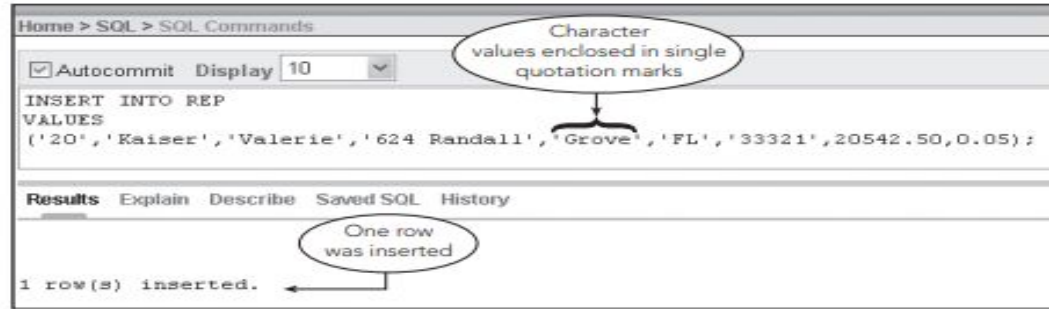 Home > SQL > SQL Commands
Character
values enclosed in single
quotation marks
Autocommit Display 10
INSERT INTO REP
VALUES
('20','Kaiser','Valerie','624 Randall','Grove','FL','33321',20542.50,0.05);
Results Explain Describe Saved SQL History
One row
was inserted
1 row(s) inserted.